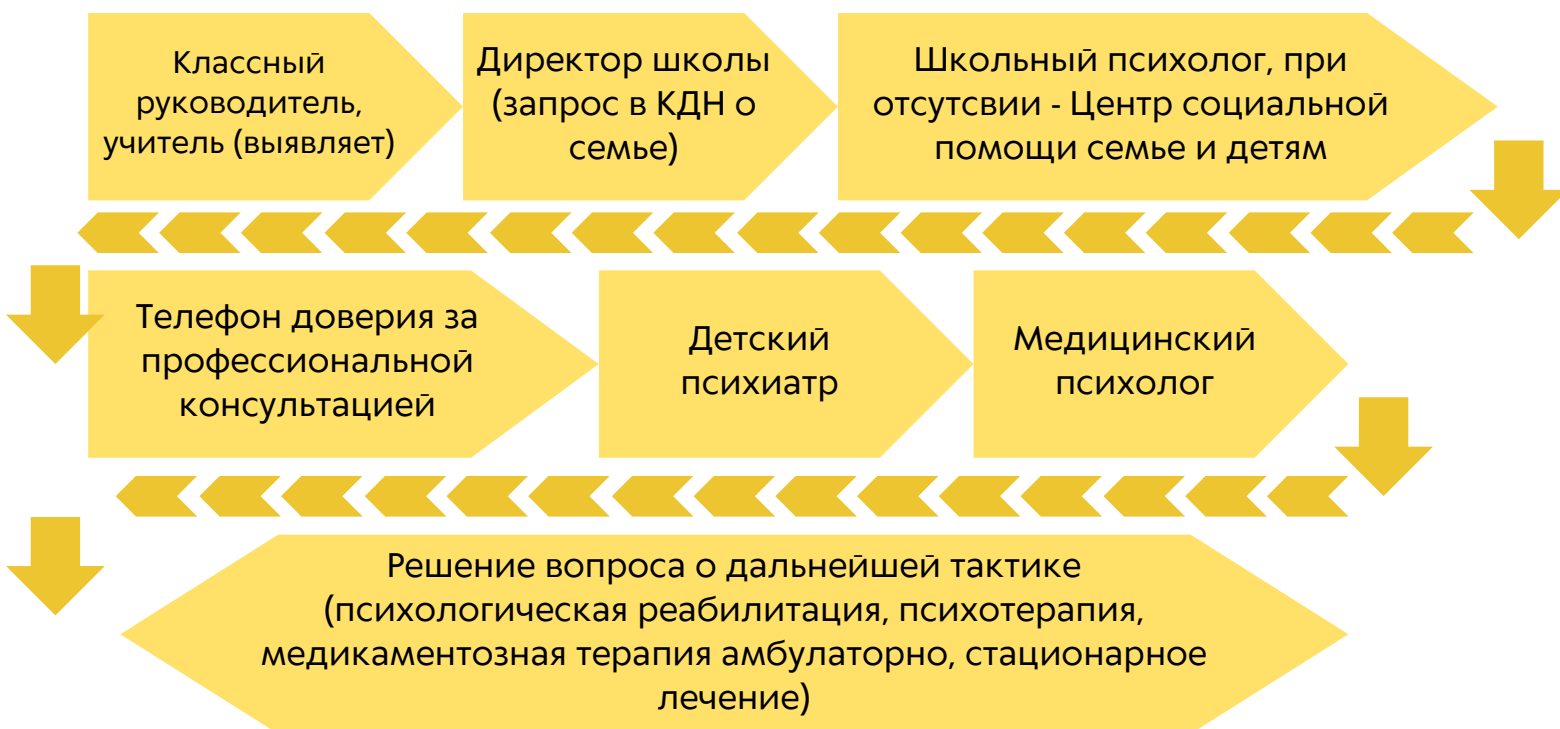 Классный
руководитель,
учитель (выявляет)
Директор школы
(запрос в КДН о
семье)
Школьный психолог, при
отсутсвии - Центр социальной
помощи семье и детям
Телефон доверия за
профессиональной
консультацией
Детский
психиатр
Медицинский
психолог
Решение вопроса о дальнейшей тактике
(психологическая реабилитация, психотерапия,
медикаментозная терапия амбулаторно, стационарное
лечение)